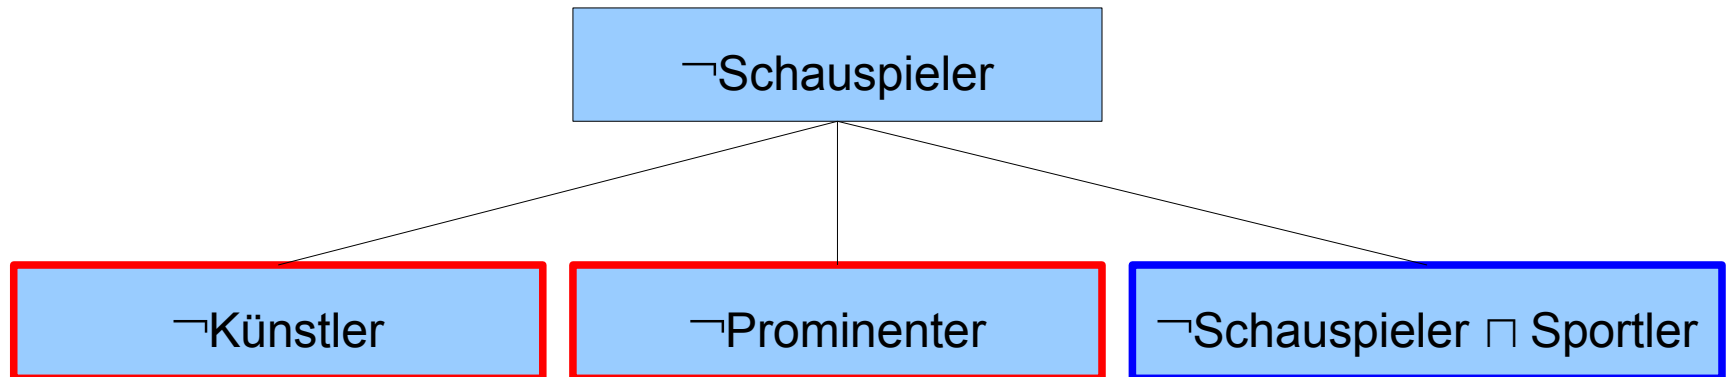 ¬Schauspieler
¬Künstler
¬Prominenter
¬Schauspieler ⊓ Sportler